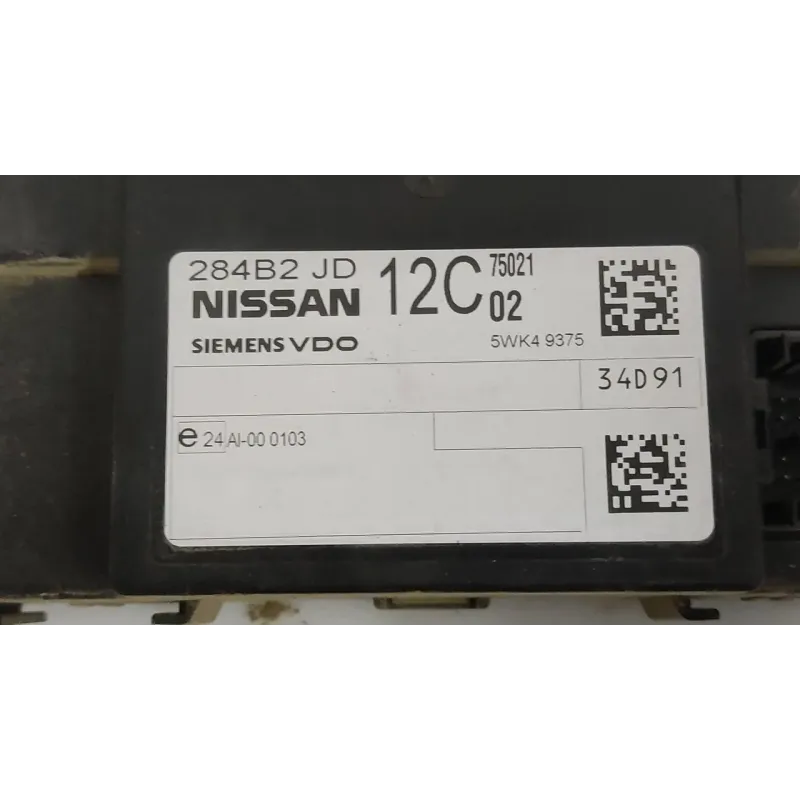 284B2 JD 12C 75021
NISSAN 02
SIEMENS VDO 5WK4 9375
34D91
e 24 AI-00 0103